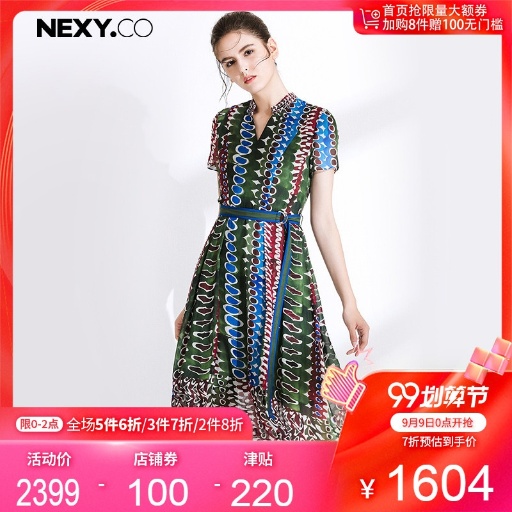 NEXY.CO
首页抢限量大额券
加购8件赠100无门槛
99划算节
9月9日0点开抢
限0-2点 全场5件6折/3件7折/2件8折
7折预估到手价
活动价 店铺券 津贴
2399 - 100 - 220
¥ 1604